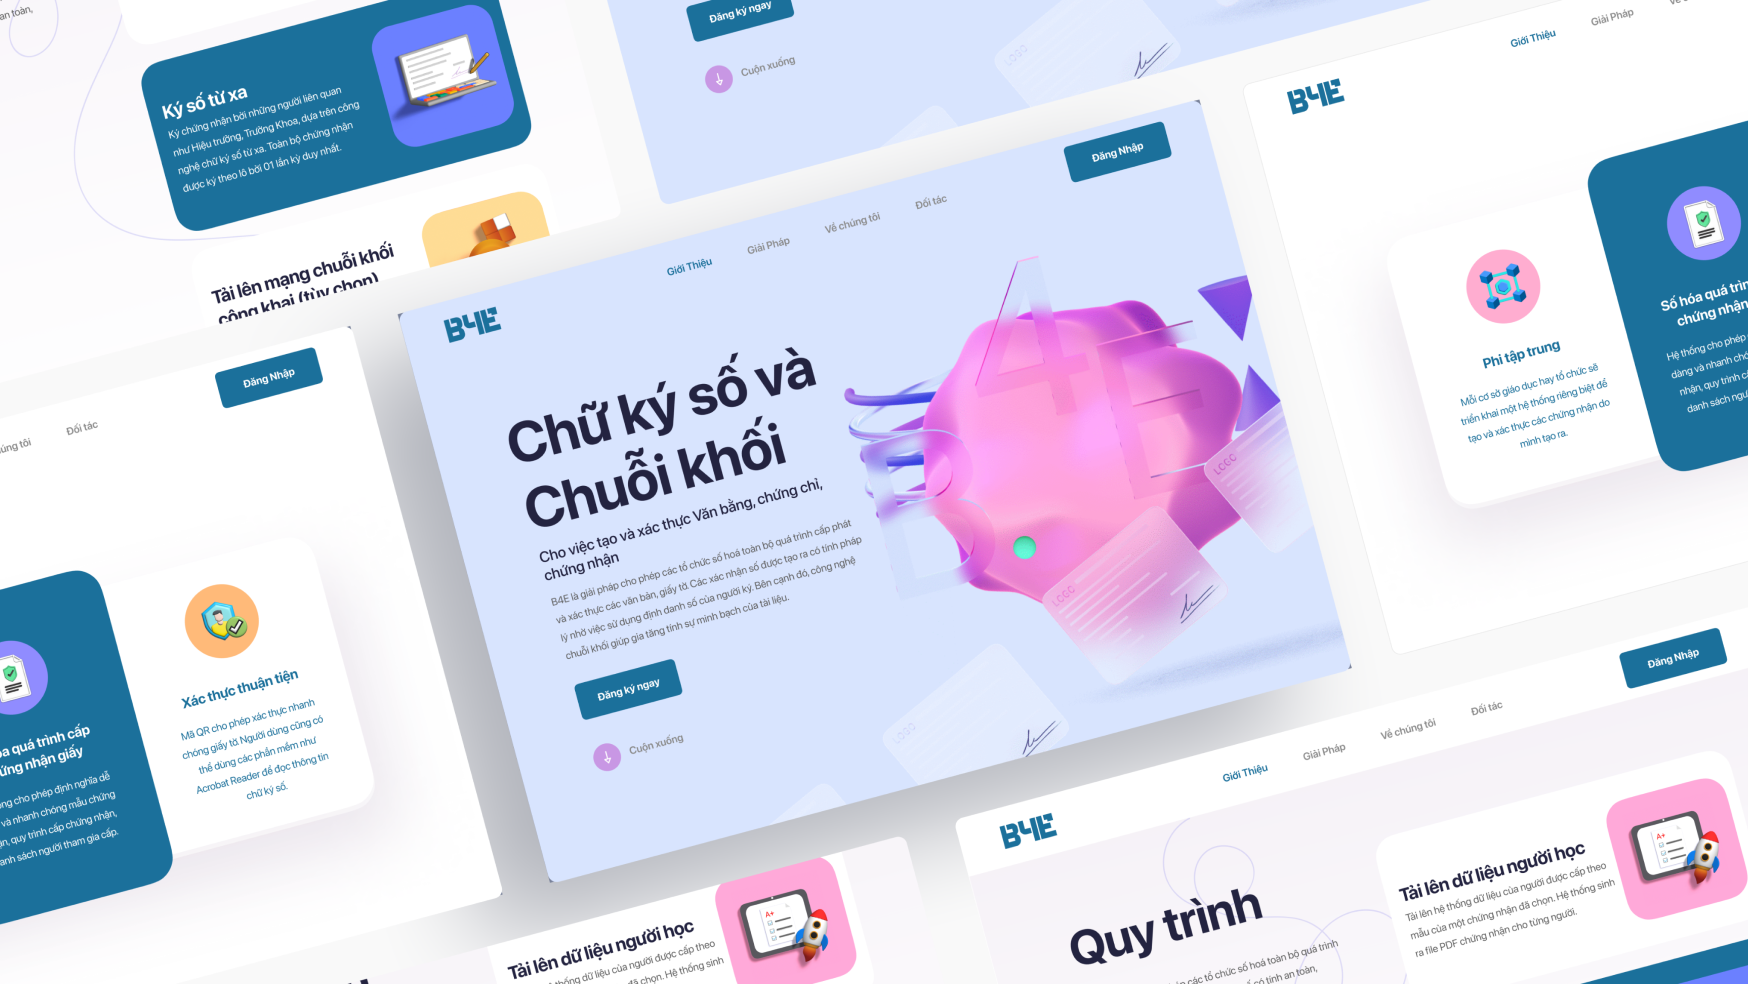 an toàn,
Ký số từ xa
Ký chứng nhận bởi những người liên quan
như Hiệu trưởng, Trưởng Khoa, dựa trên công
nghệ chữ ký số từ xa. Toàn bộ chứng nhận
được ký theo lô bởi 01 lần ký duy nhất.
Tải lên mạng chuỗi khối
công khai (tùy chọn)
Đăng ký ngay
Cuộn xuống
Giới Thiệu
Giải Pháp
B4E
Phi tập trung
Mỗi cơ sở giáo dục hay tổ chức sẽ
triển khai một hệ thống riêng biệt để
tạo và xác thực các chứng nhận do
mình tạo ra.
Số hóa quá trình
chứng nhận
Hệ thống cho phép
dàng và nhanh chó
nhận, quy trình cấ
danh sách ngư
Đăng Nhập
Giới Thiệu
Giải Pháp
Về chúng tôi
Đối tác
B4E
Chữ ký số và
Chuỗi khối
Cho việc tạo và xác thực Văn bằng, chứng chỉ,
chứng nhận
B4E là giải pháp cho phép các tổ chức số hoá toàn bộ quá trình cấp phát
và xác thực các văn bản, giấy tờ. Các xác nhận số được tạo ra có tính pháp
lý nhờ việc sử dụng định danh số của người ký. Bên cạnh đó, công nghệ
chuỗi khối giúp gia tăng tính sự minh bạch của tài liệu.
Đăng ký ngay
Cuộn xuống
B4E
LOGO
LOGO
Đăng Nhập
úng tôi
Đối tác
a quá trình cấp
ứng nhận giấy
ng cho phép định nghĩa dễ
và nhanh chóng mẫu chứng
n, quy trình cấp chứng nhận,
anh sách người tham gia cấp.
Xác thực thuận tiện
Mã QR cho phép xác thực nhanh
chóng giấy tờ. Người dùng cũng có
thể dùng các phần mềm như
Acrobat Reader để đọc thông tin
chữ ký số.
A+
Tải lên dữ liệu người học
thống dữ liệu của người được cấp theo
đã chọn. Hệ thống sinh
Đăng Nhập
Giới Thiệu
Giải Pháp
Về chúng tôi
Đối tác
B4E
Quy trình
các tổ chức số hoá toàn bộ quá trình
có tính an toàn,
A+
Tải lên dữ liệu người học
Tải lên hệ thống dữ liệu của người được cấp theo
mẫu của một chứng nhận đã chọn. Hệ thống sinh
ra file PDF chứng nhận cho từng người.